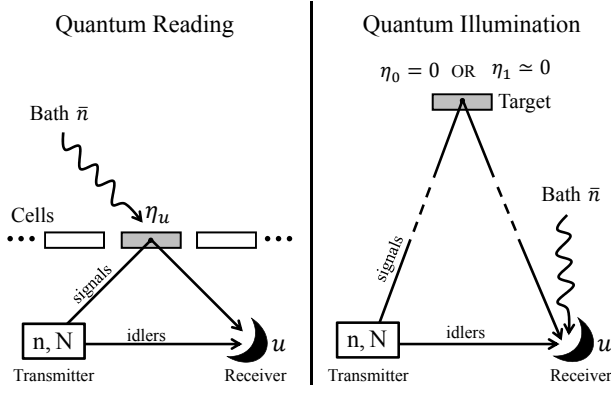 Quantum Reading
Bath n̄
Cells
η_u
signals
n, N
idlers
u
Transmitter
Receiver
Quantum Illumination
η₀ = 0 OR η₁ ≃ 0
Target
Bath n̄
signals
n, N
idlers
u
Transmitter
Receiver